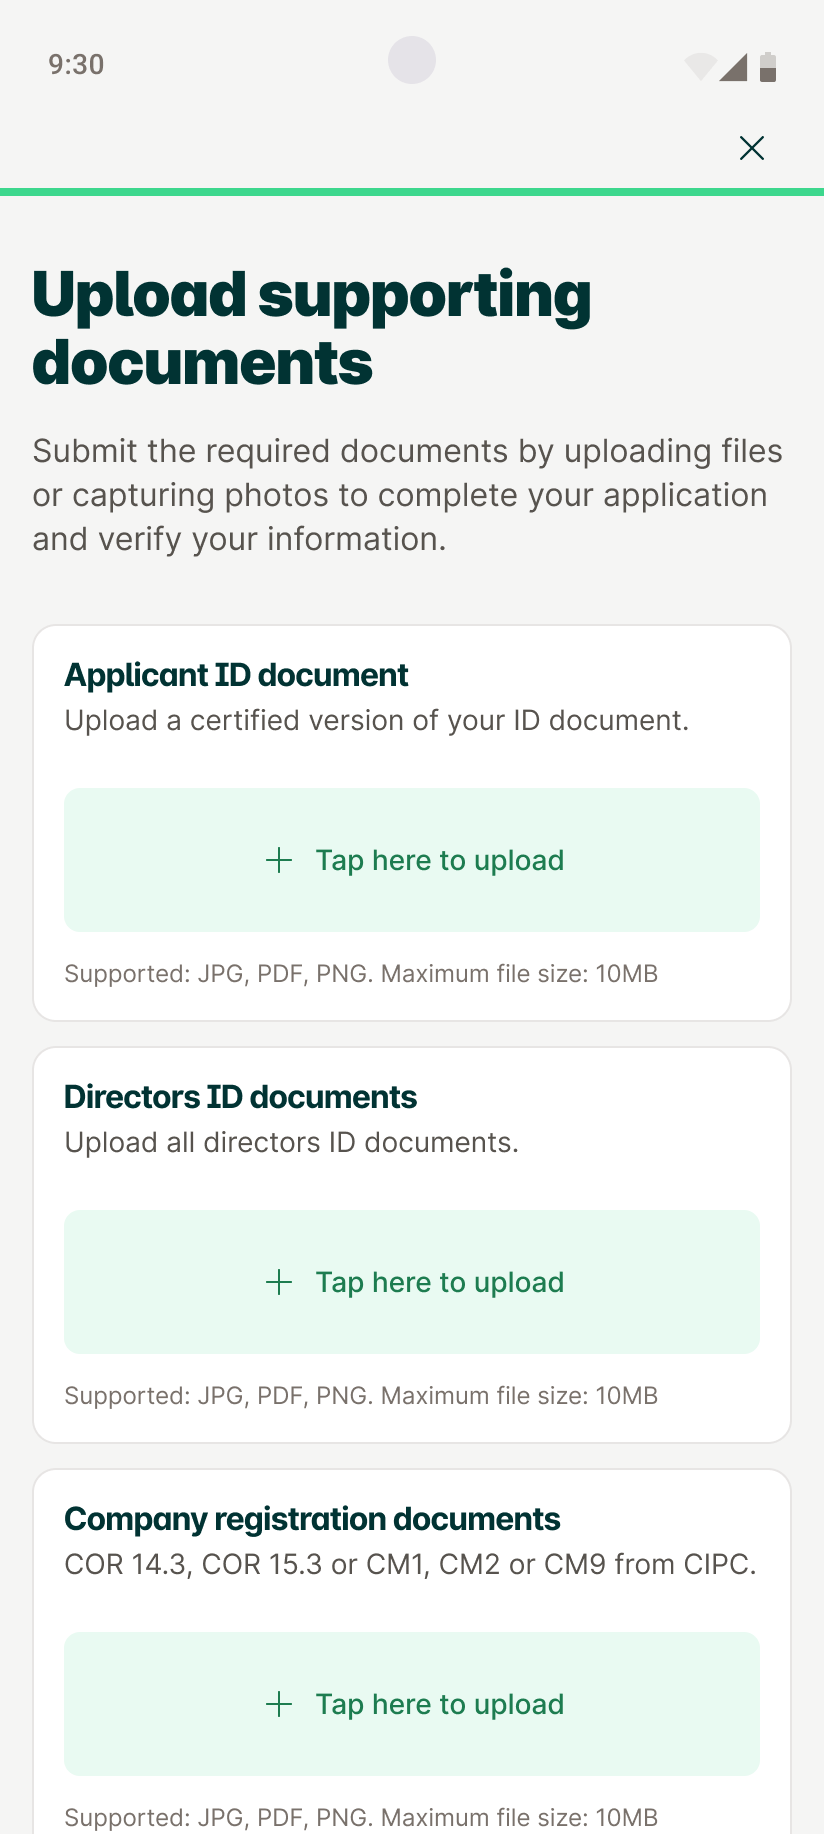 9:30
Upload supporting
documents
Submit the required documents by uploading files
or capturing photos to complete your application
and verify your information.
Applicant ID document
Upload a certified version of your ID document.
Tap here to upload
Supported: JPG, PDF, PNG. Maximum file size: 10MB
Directors ID documents
Upload all directors ID documents.
Tap here to upload
Supported: JPG, PDF, PNG. Maximum file size: 10MB
Company registration documents
COR 14.3, COR 15.3 or CM1, CM2 or CM9 from CIPC.
Tap here to upload
Supported: JPG, PDF, PNG. Maximum file size: 10MB